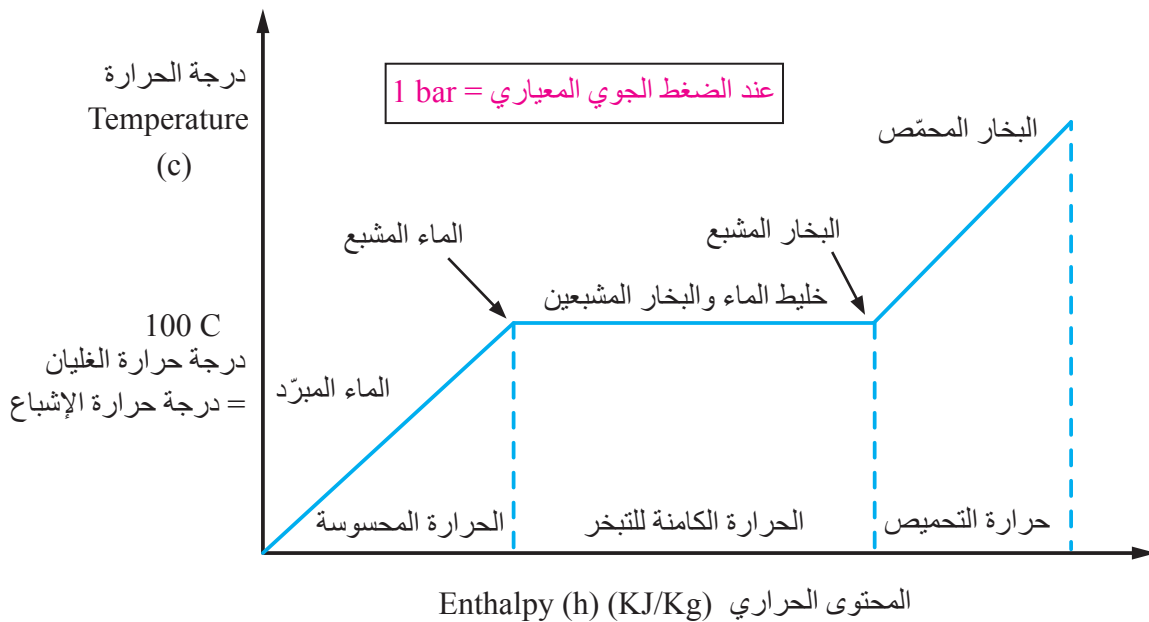 درجة الحرارة
Temperature
(c)
عند الضغط الجوي المعياري = 1 bar
البخار المحمّص
الماء المشبع
البخار المشبع
خليط الماء والبخار المشبعين
100 C
درجة حرارة الغليان
= درجة حرارة الإشباع
الماء المبرّد
الحرارة المحسوسة
الحرارة الكامنة للتبخر
حرارة التحميص
Enthalpy (h) (KJ/Kg) المحتوى الحراري